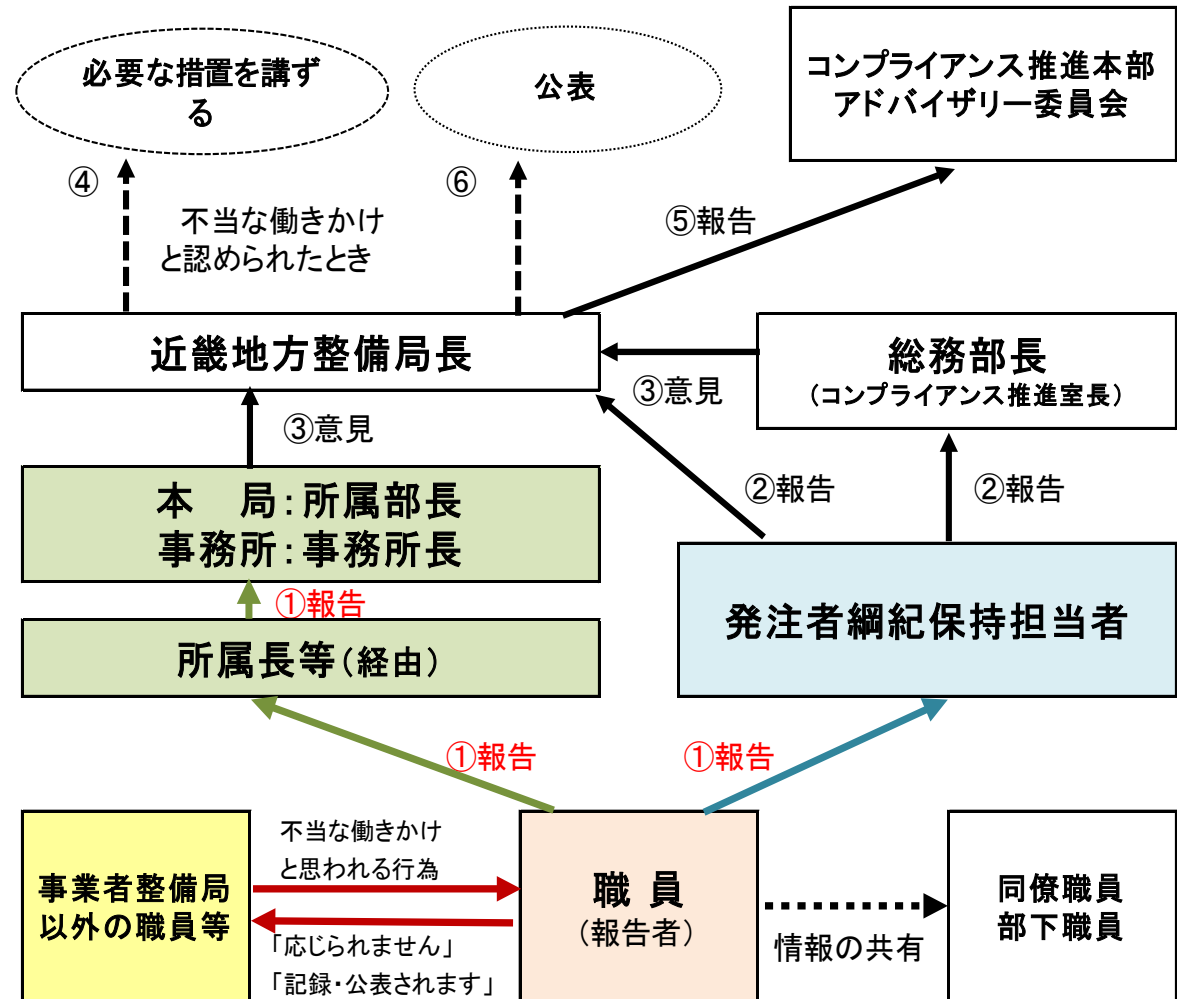 必要な措置を講ず
る
公表
コンプライアンス推進本部
アドバイザリー委員会
④
⑥
不当な働きかけ
と認められたとき
⑤報告
近畿地方整備局長
総務部長
（コンプライアンス推進室長）
③意見
③意見
本　局：所属部長
事務所：事務所長
②報告
②報告
①報告
所属長等（経由）
発注者綱紀保持担当者
①報告
①報告
事業者整備局
以外の職員等
不当な働きかけ
と思われる行為
「応じられません」
「記録・公表されます」
職 員
（報告者）
情報の共有
同僚職員
部下職員